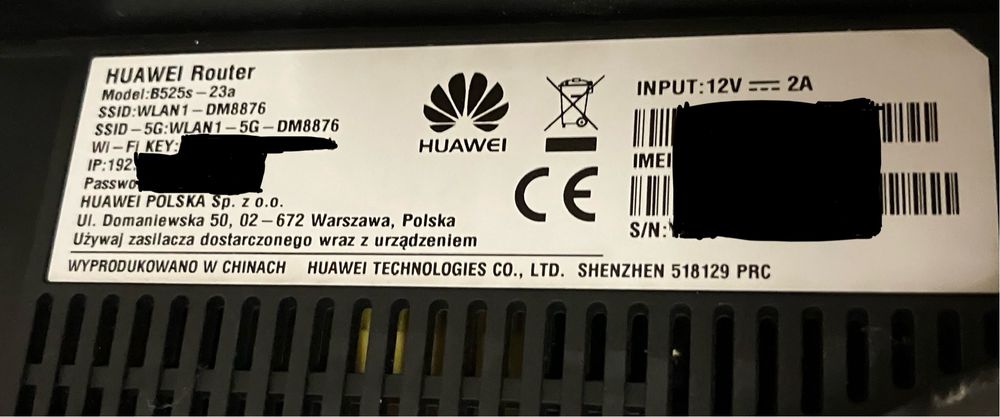 HUAWEI Router
Model:B525s-23a
SSID:WLAN1-DM8876
SSID-5G:WLAN1-5G-DM8876
Wi-Fi KEY:
IP:192.
Passwo
HUAWEI POLSKA Sp. z o.o.
Ul. Domaniewska 50, 02-672 Warszawa, Polska
Używaj zasilacza dostarczonego wraz z urządzeniem
WYPRODUKOWANO W CHINACH HUAWEI TECHNOLOGIES CO., LTD. SHENZHEN 518129 PRC
HUAWEI
CE
INPUT:12V ⎓ 2A
IMEI
S/N: